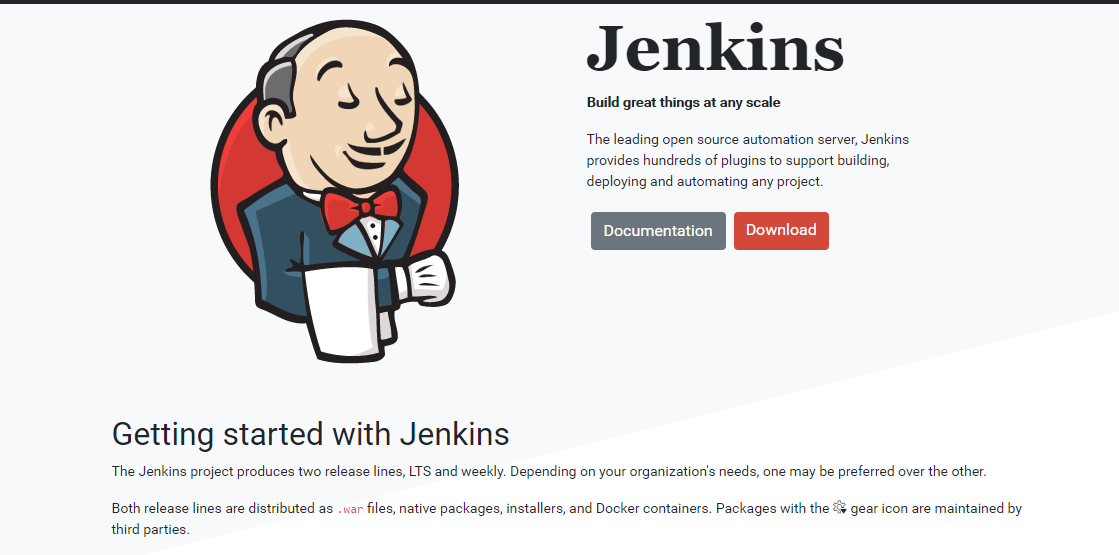 Jenkins
Build great things at any scale
The leading open source automation server, Jenkins
provides hundreds of plugins to support building,
deploying and automating any project.
Documentation
Download
Getting started with Jenkins
The Jenkins project produces two release lines, LTS and weekly. Depending on your organization's needs, one may be preferred over the other.
Both release lines are distributed as .war files, native packages, installers, and Docker containers. Packages with the gear icon are maintained by
third parties.